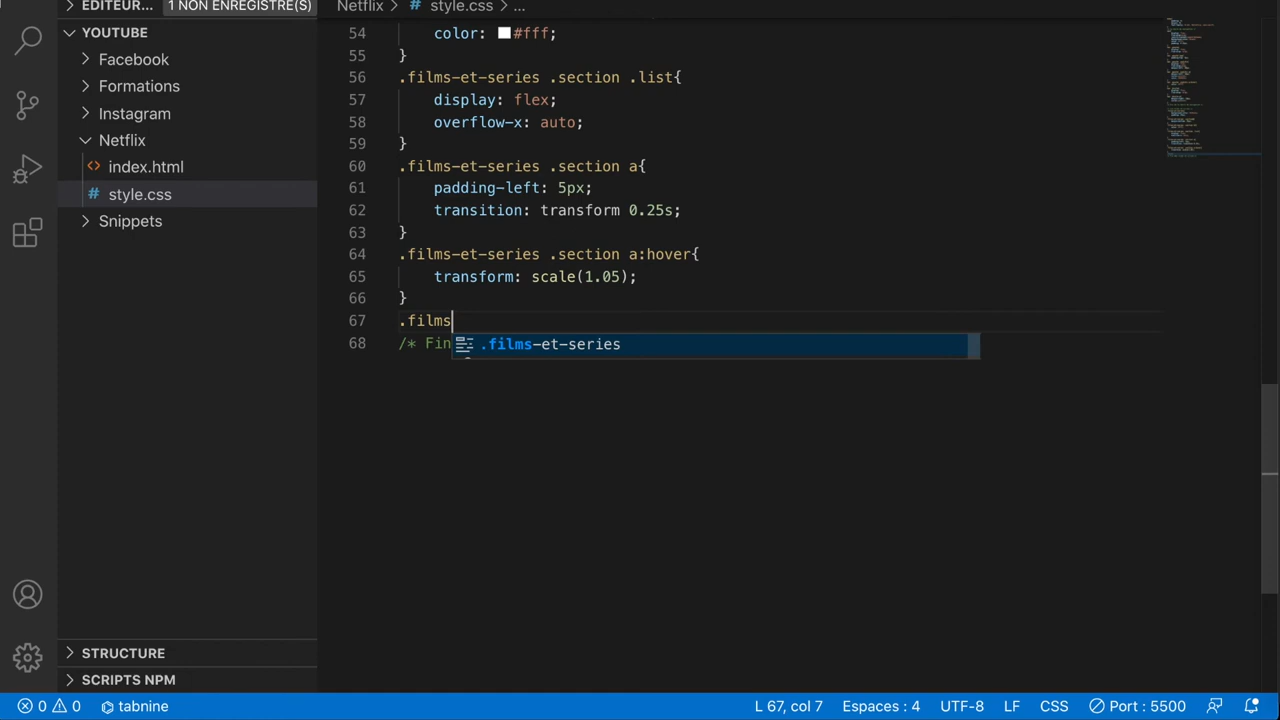 EDITEUR...
1 NON ENREGISTRÉ(S)
Netflix > # style.css > ...
YOUTUBE
Facebook
Formations
Instagram
Netflix
<> index.html
# style.css
Snippets
54 color: #fff;
55 }
56 .films-et-series .section .list{
57 display: flex;
58 overflow-x: auto;
59 }
60 .films-et-series .section a{
61 padding-left: 5px;
62 transition: transform 0.25s;
63 }
64 .films-et-series .section a:hover{
65 transform: scale(1.05);
66 }
67 .films
68 /* Fin
.films-et-series
STRUCTURE
SCRIPTS NPM
0 0 tabnine L 67, col 7 Espaces : 4 UTF-8 LF CSS Port : 5500